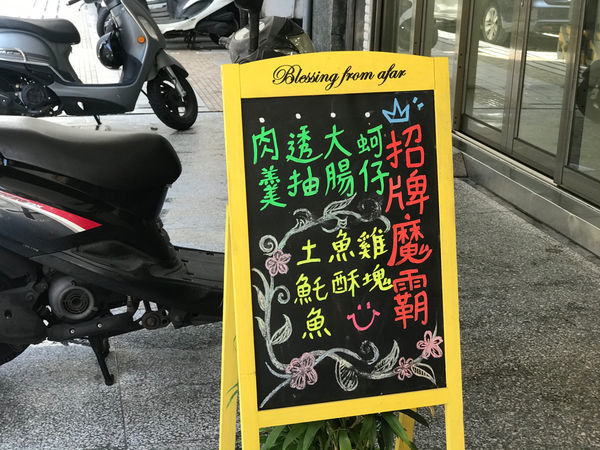 Blessing from afar
招牌魔霸
蚵仔
大腸
透抽
肉羹
雞塊
魚酥
土魠魚